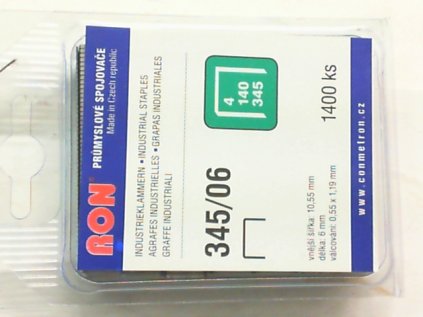 RON®
PRŮMYSLOVÉ SPOJOVAČE
Made in Czech republic
INDUSTRIEKLAMMERN • INDUSTRIAL STAPLES
AGRAFES INDUSTRIELLES • GRAPAS INDUSTRIALES
GRAFFE INDUSTRIALI
345/06
4
140
345
vnější šířka: 10,55 mm
délka: 6 mm
válcování: 0,55 x 1,19 mm
1400 ks
www.conmetron.cz